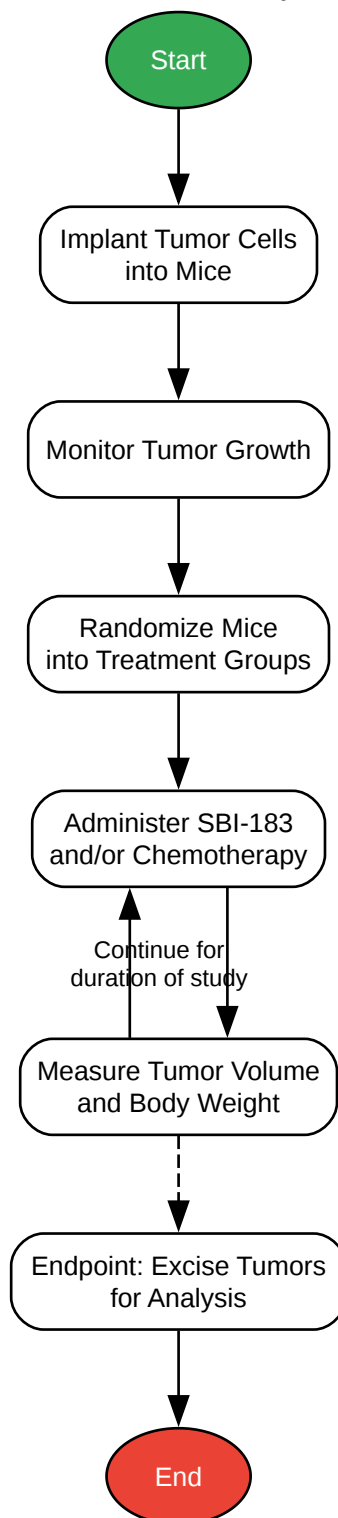 Start
Implant Tumor Cells
into Mice
Monitor Tumor Growth
Randomize Mice
into Treatment Groups
Administer SBI-183
and/or Chemotherapy
Continue for
duration of study
Measure Tumor Volume
and Body Weight
Endpoint: Excise Tumors
for Analysis
End